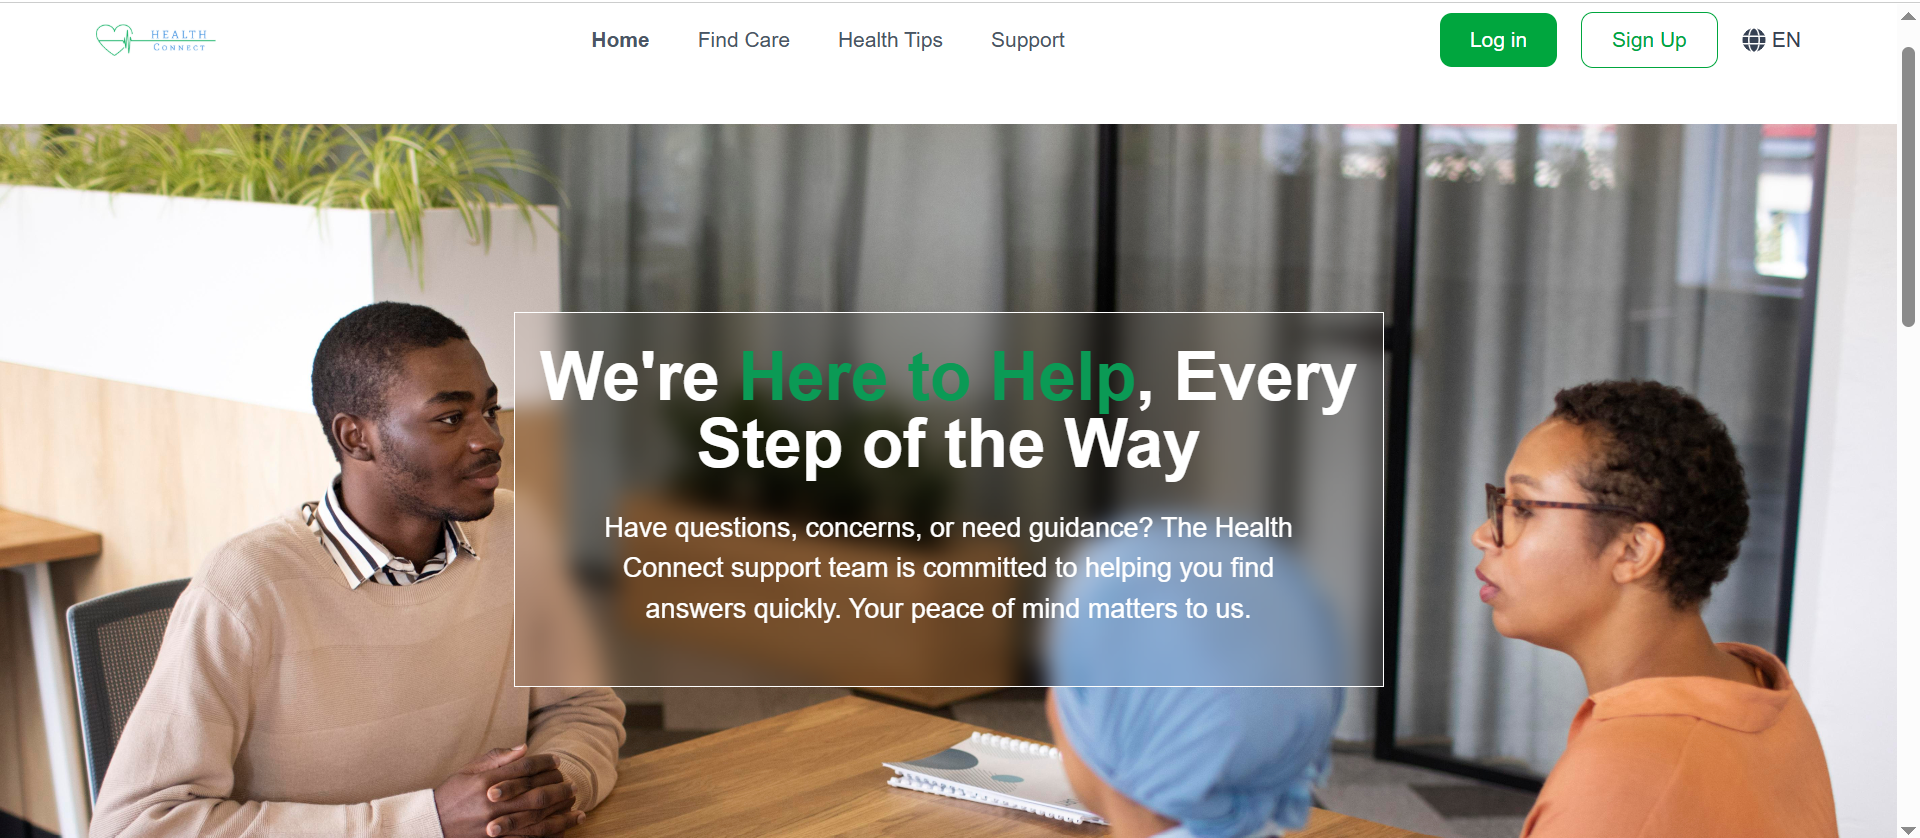 HEALTH
CONNECT
Home
Find Care
Health Tips
Support
Log in
Sign Up
EN
We're Here to Help, Every
Step of the Way
Have questions, concerns, or need guidance? The Health
Connect support team is committed to helping you find
answers quickly. Your peace of mind matters to us.